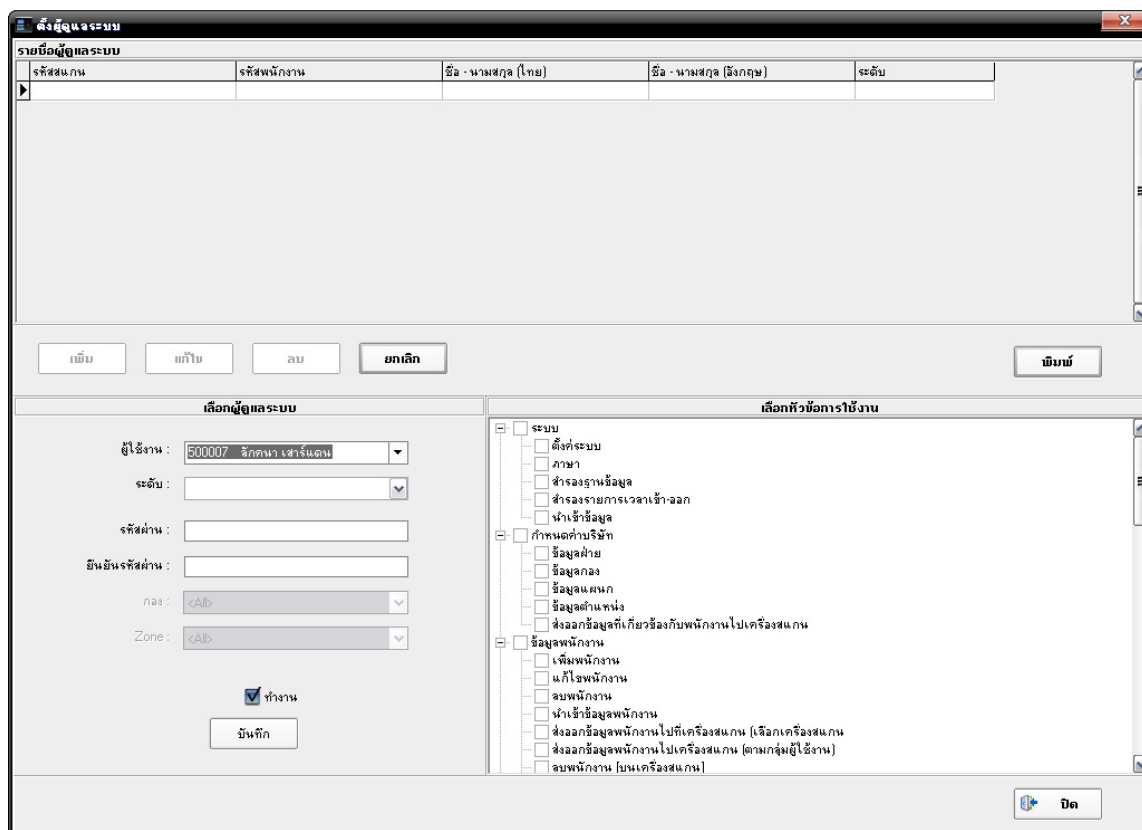 ตั้งผู้ดูแลระบบ
รายชื่อผู้ดูแลระบบ
รหัสสแกน รหัสพนักงาน ชื่อ - นามสกุล (ไทย) ชื่อ - นามสกุล (อังกฤษ) ระดับ
เพิ่ม แก้ไข ลบ ยกเลิก พิมพ์
เลือกผู้ดูแลระบบ
ผู้ใช้งาน : 500007 ลักคนา เสาร์แดน
ระดับ :
รหัสผ่าน :
ยืนยันรหัสผ่าน :
กอง : <All>
Zone : <All>
ทำงาน
บันทึก
เลือกหัวข้อการใช้งาน
ระบบ
ตั้งค่ระบบ
ภาษา
สำรองฐานข้อมูล
สำรองรายการเวลาเข้า-ออก
นำเข้าข้อมูล
กำหนดค่าบริษัท
ข้อมูลฝ่าย
ข้อมูลกอง
ข้อมูลแผนก
ข้อมูลตำแหน่ง
ส่งออกข้อมูลที่เกี่ยวข้องกับพนักงานไปเครื่องสแกน
ข้อมูลพนักงาน
เพิ่มพนักงาน
แก้ไขพนักงาน
ลบพนักงาน
นำเข้าข้อมูลพนักงาน
ส่งออกข้อมูลพนักงานไปที่เครื่องสแกน (เลือกเครื่องสแกน
ส่งออกข้อมูลพนักงานไปเครื่องสแกน (ตามกลุ่มผู้ใช้งาน)
ลบพนักงาน [บนเครื่องสแกน]
ปิด